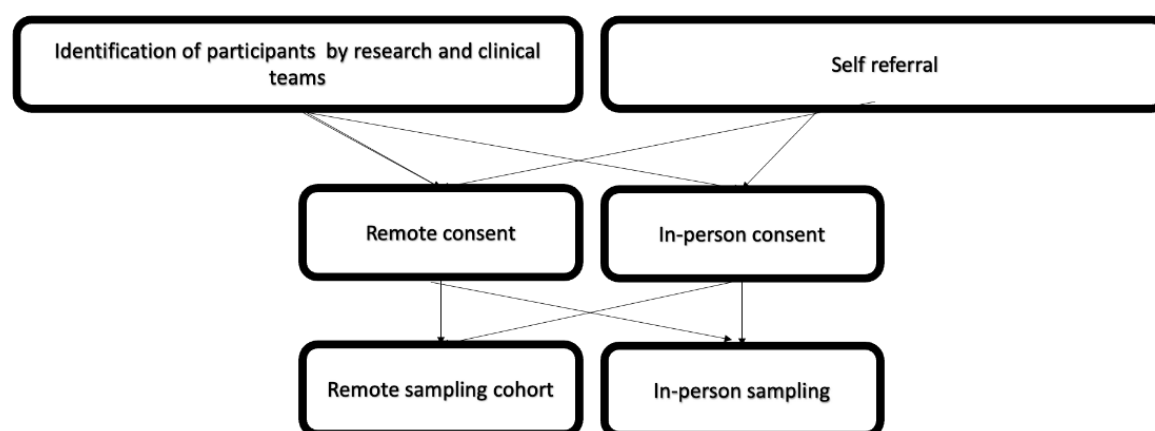 Identification of participants by research and clinical
teams
Self referral
Remote consent
In-person consent
Remote sampling cohort
In-person sampling